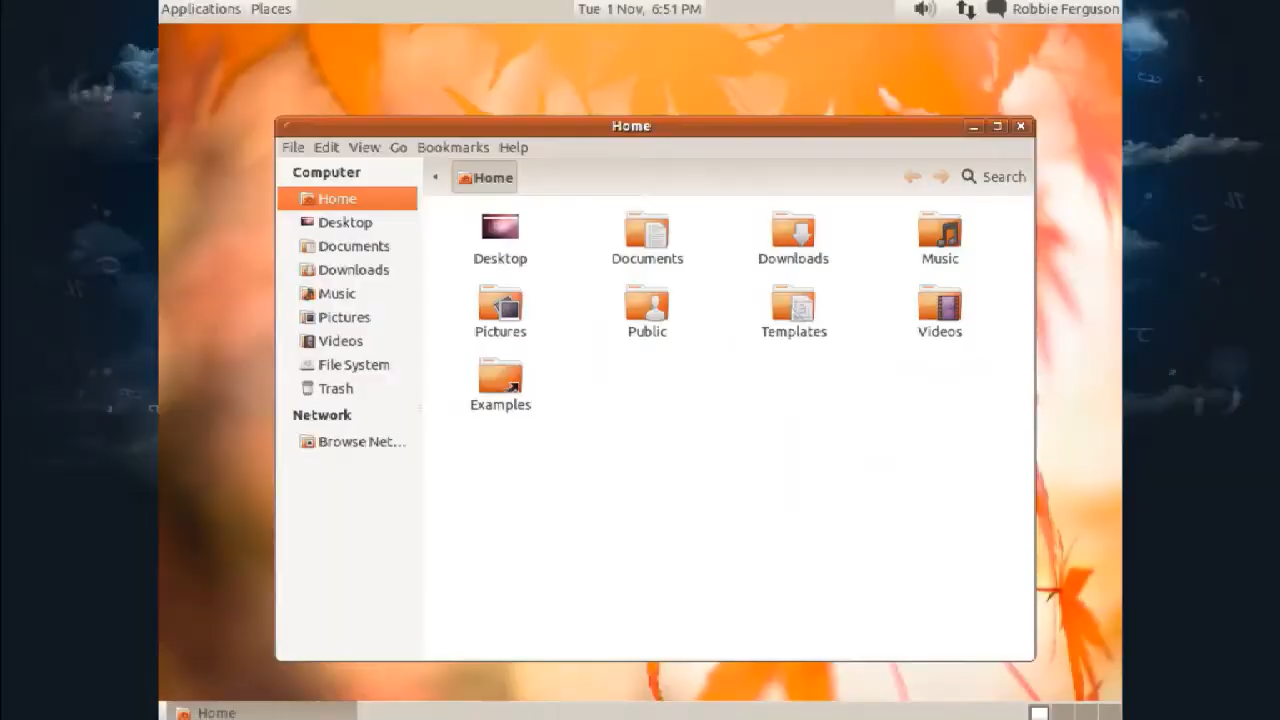 Applications Places Tue 1 Nov, 6:51 PM Robbie Ferguson
Home
File Edit View Go Bookmarks Help
Computer
Home
Desktop
Documents
Downloads
Music
Pictures
Videos
File System
Trash
Network
Browse Net...
Home Search
Desktop Documents Downloads Music
Pictures Public Templates Videos
Examples
Home